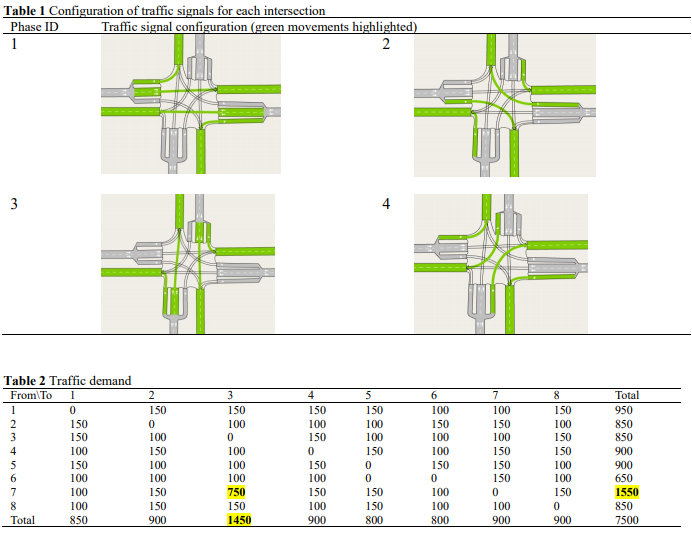 Table 1 Configuration of traffic signals for each intersection
Phase ID Traffic signal configuration (green movements highlighted)
1 2
3 4
Table 2 Traffic demand
From\To 1 2 3 4 5 6 7 8 Total
1 0 150 150 150 150 100 100 150 950
2 150 0 100 100 100 150 150 100 850
3 150 100 0 150 100 100 100 150 850
4 100 150 100 0 150 100 150 150 900
5 150 100 100 150 0 150 150 100 900
6 100 100 100 100 0 0 150 100 650
7 100 150 750 150 150 100 0 150 1550
8 100 150 150 100 150 100 100 0 850
Total 850 900 1450 900 800 800 900 900 7500